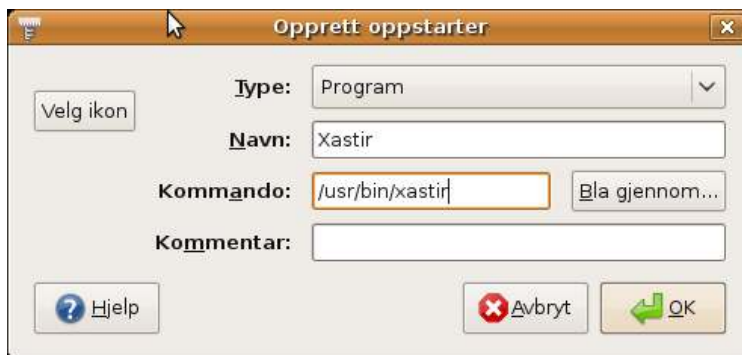 Opprett oppstarter
Velg ikon
Type: Program
Navn: Xastir
Kommando: /usr/bin/xastir Bla gjennom...
Kommentar:
Hjelp Avbryt OK